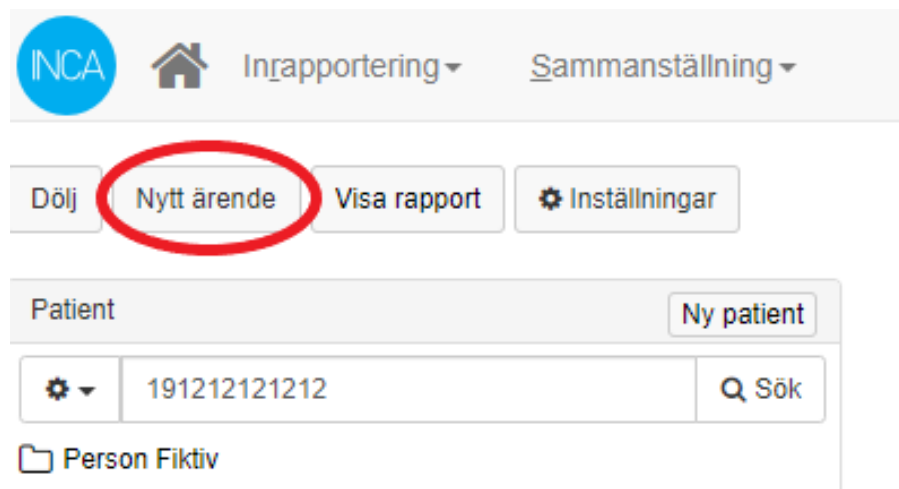 INCA Inrapportering Sammanställning
Dölj Nytt ärende Visa rapport Inställningar
Patient Ny patient
191212121212 Sök
Person Fiktiv